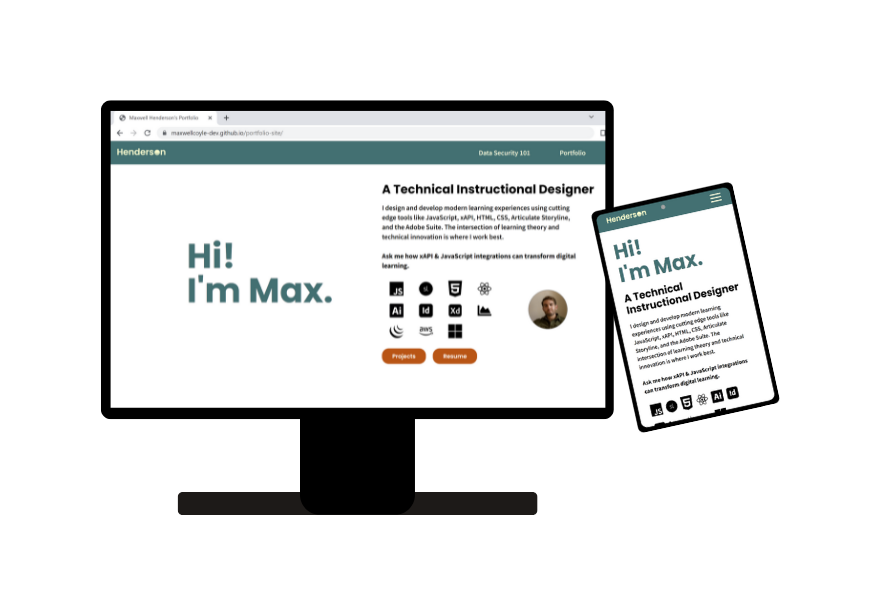 Maxwell Henderson's Portfolio
maxwellcoyle-dev.github.io/portfolio-site/
Henderson
Data Security 101
Portfolio
Hi!
I'm Max.
A Technical Instructional Designer
I design and develop modern learning experiences using cutting
edge tools like JavaScript, xAPI, HTML, CSS, Articulate Storyline,
and the Adobe Suite. The intersection of learning theory and
technical innovation is where I work best.
Ask me how xAPI & JavaScript integrations can transform digital
learning.
JS
5
Ai
Id
Xd
aws
Projects
Resume
Henderson
Hi!
I'm Max.
A Technical
Instructional Designer
I design and develop modern learning
experiences using cutting edge tools like
JavaScript, xAPI, HTML, CSS, Articulate
Storyline, and the Adobe Suite. The
intersection of learning theory and technical
innovation is where I work best.
Ask me how xAPI & JavaScript integrations
can transform digital learning.
JS
5
Ai
Id